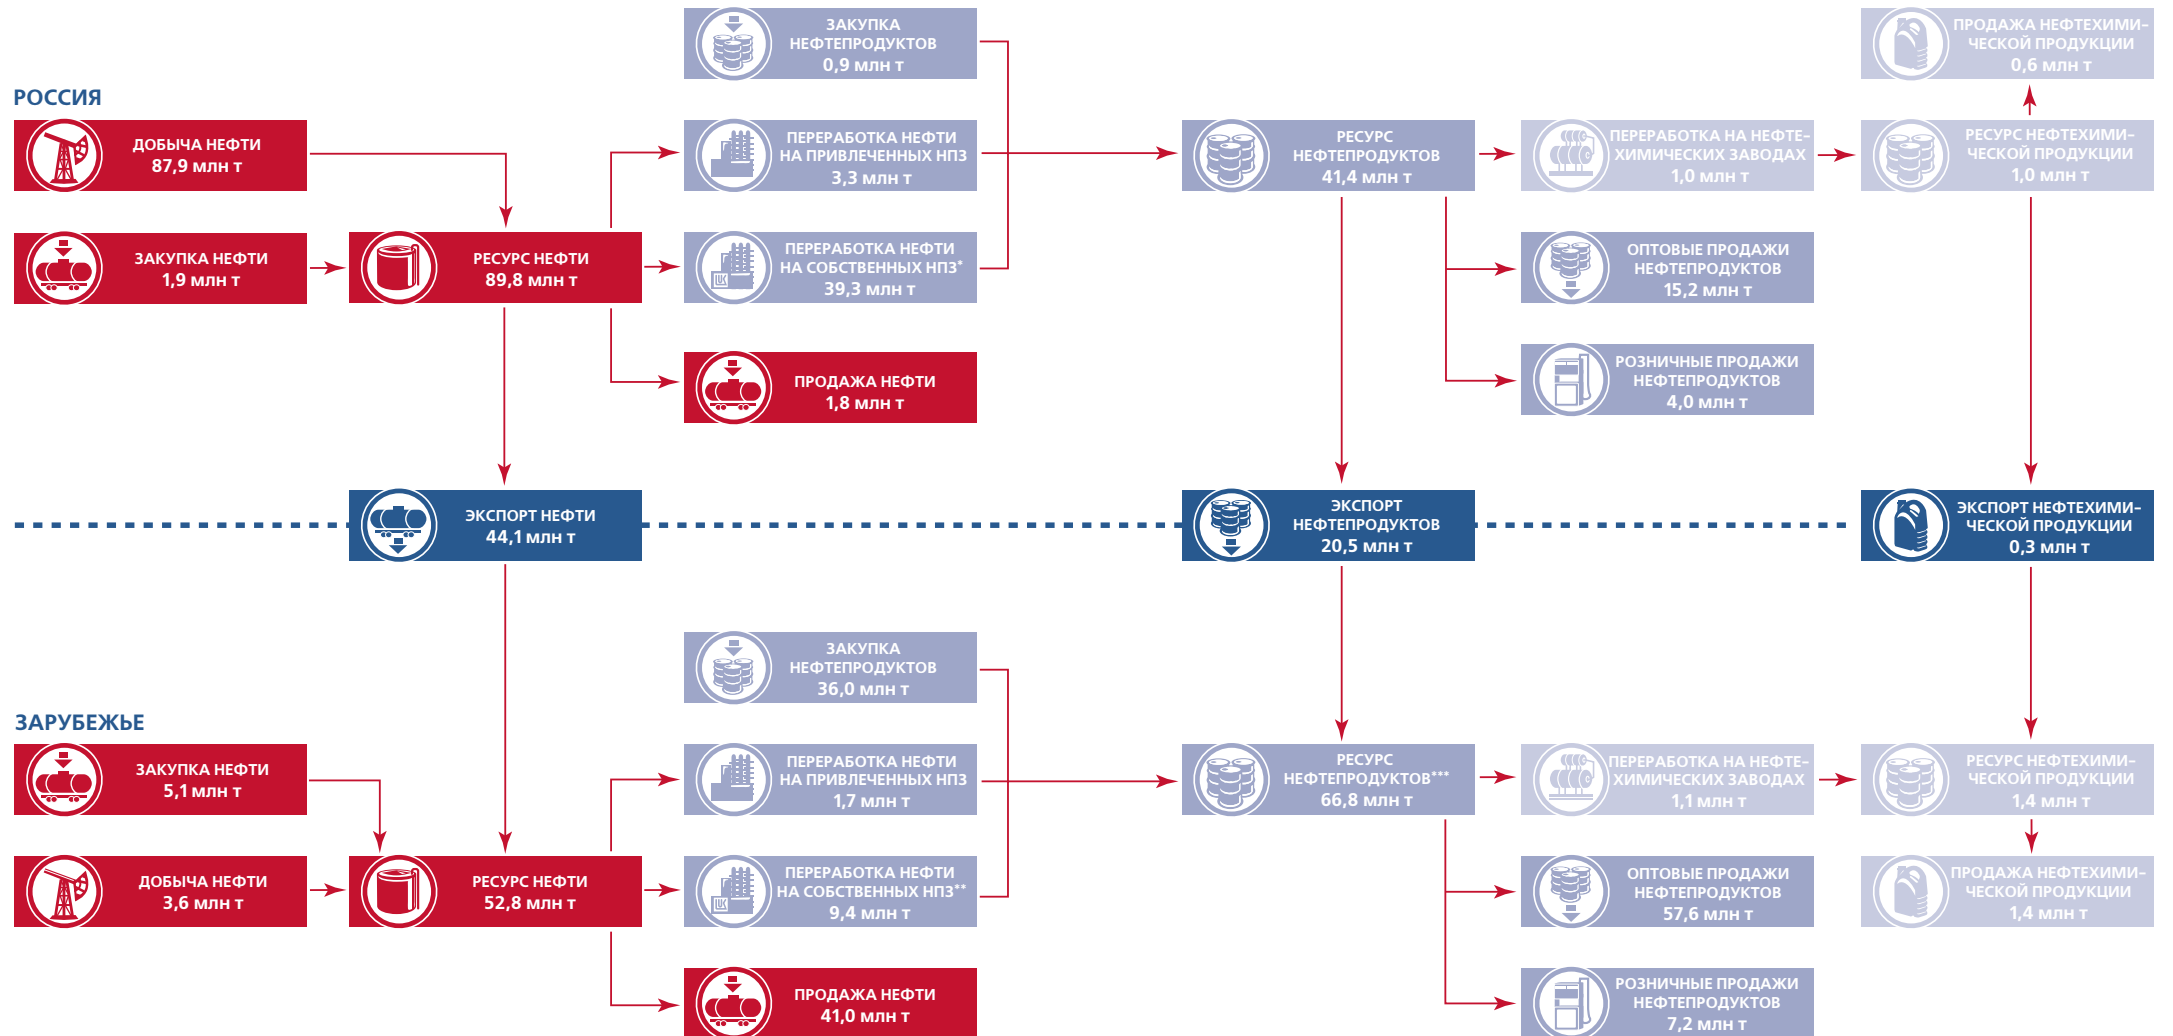 ЗАКУПКА
НЕФТЕПРОДУКТОВ
0,9 млн т
ПРОДАЖА НЕФТЕХИМИ–
ЧЕСКОЙ ПРОДУКЦИИ
0,6 млн т
РОССИЯ
ДОБЫЧА НЕФТИ
87,9 млн т
ПЕРЕРАБОТКА НЕФТИ
НА ПРИВЛЕЧЕННЫХ НПЗ
3,3 млн т
РЕСУРС
НЕФТЕПРОДУКТОВ
41,4 млн т
ПЕРЕРАБОТКА НА НЕФТЕ–
ХИМИЧЕСКИХ ЗАВОДАХ
1,0 млн т
РЕСУРС НЕФТЕХИМИ–
ЧЕСКОЙ ПРОДУКЦИИ
1,0 млн т
ЗАКУПКА НЕФТИ
1,9 млн т
РЕСУРС НЕФТИ
89,8 млн т
ПЕРЕРАБОТКА НЕФТИ
НА СОБСТВЕННЫХ НПЗ*
39,3 млн т
ОПТОВЫЕ ПРОДАЖИ
НЕФТЕПРОДУКТОВ
15,2 млн т
ПРОДАЖА НЕФТИ
1,8 млн т
РОЗНИЧНЫЕ ПРОДАЖИ
НЕФТЕПРОДУКТОВ
4,0 млн т
ЭКСПОРТ НЕФТИ
44,1 млн т
ЭКСПОРТ
НЕФТЕПРОДУКТОВ
20,5 млн т
ЭКСПОРТ НЕФТЕХИМИ–
ЧЕСКОЙ ПРОДУКЦИИ
0,3 млн т
ЗАКУПКА
НЕФТЕПРОДУКТОВ
36,0 млн т
ЗАРУБЕЖЬЕ
ЗАКУПКА НЕФТИ
5,1 млн т
ПЕРЕРАБОТКА НЕФТИ
НА ПРИВЛЕЧЕННЫХ НПЗ
1,7 млн т
РЕСУРС
НЕФТЕПРОДУКТОВ***
66,8 млн т
ПЕРЕРАБОТКА НА НЕФТЕ–
ХИМИЧЕСКИХ ЗАВОДАХ
1,1 млн т
РЕСУРС НЕФТЕХИМИ–
ЧЕСКОЙ ПРОДУКЦИИ
1,4 млн т
ДОБЫЧА НЕФТИ
3,6 млн т
РЕСУРС НЕФТИ
52,8 млн т
ПЕРЕРАБОТКА НЕФТИ
НА СОБСТВЕННЫХ НПЗ**
9,4 млн т
ОПТОВЫЕ ПРОДАЖИ
НЕФТЕПРОДУКТОВ
57,6 млн т
ПРОДАЖА НЕФТЕХИМИ–
ЧЕСКОЙ ПРОДУКЦИИ
1,4 млн т
ПРОДАЖА НЕФТИ
41,0 млн т
РОЗНИЧНЫЕ ПРОДАЖИ
НЕФТЕПРОДУКТОВ
7,2 млн т